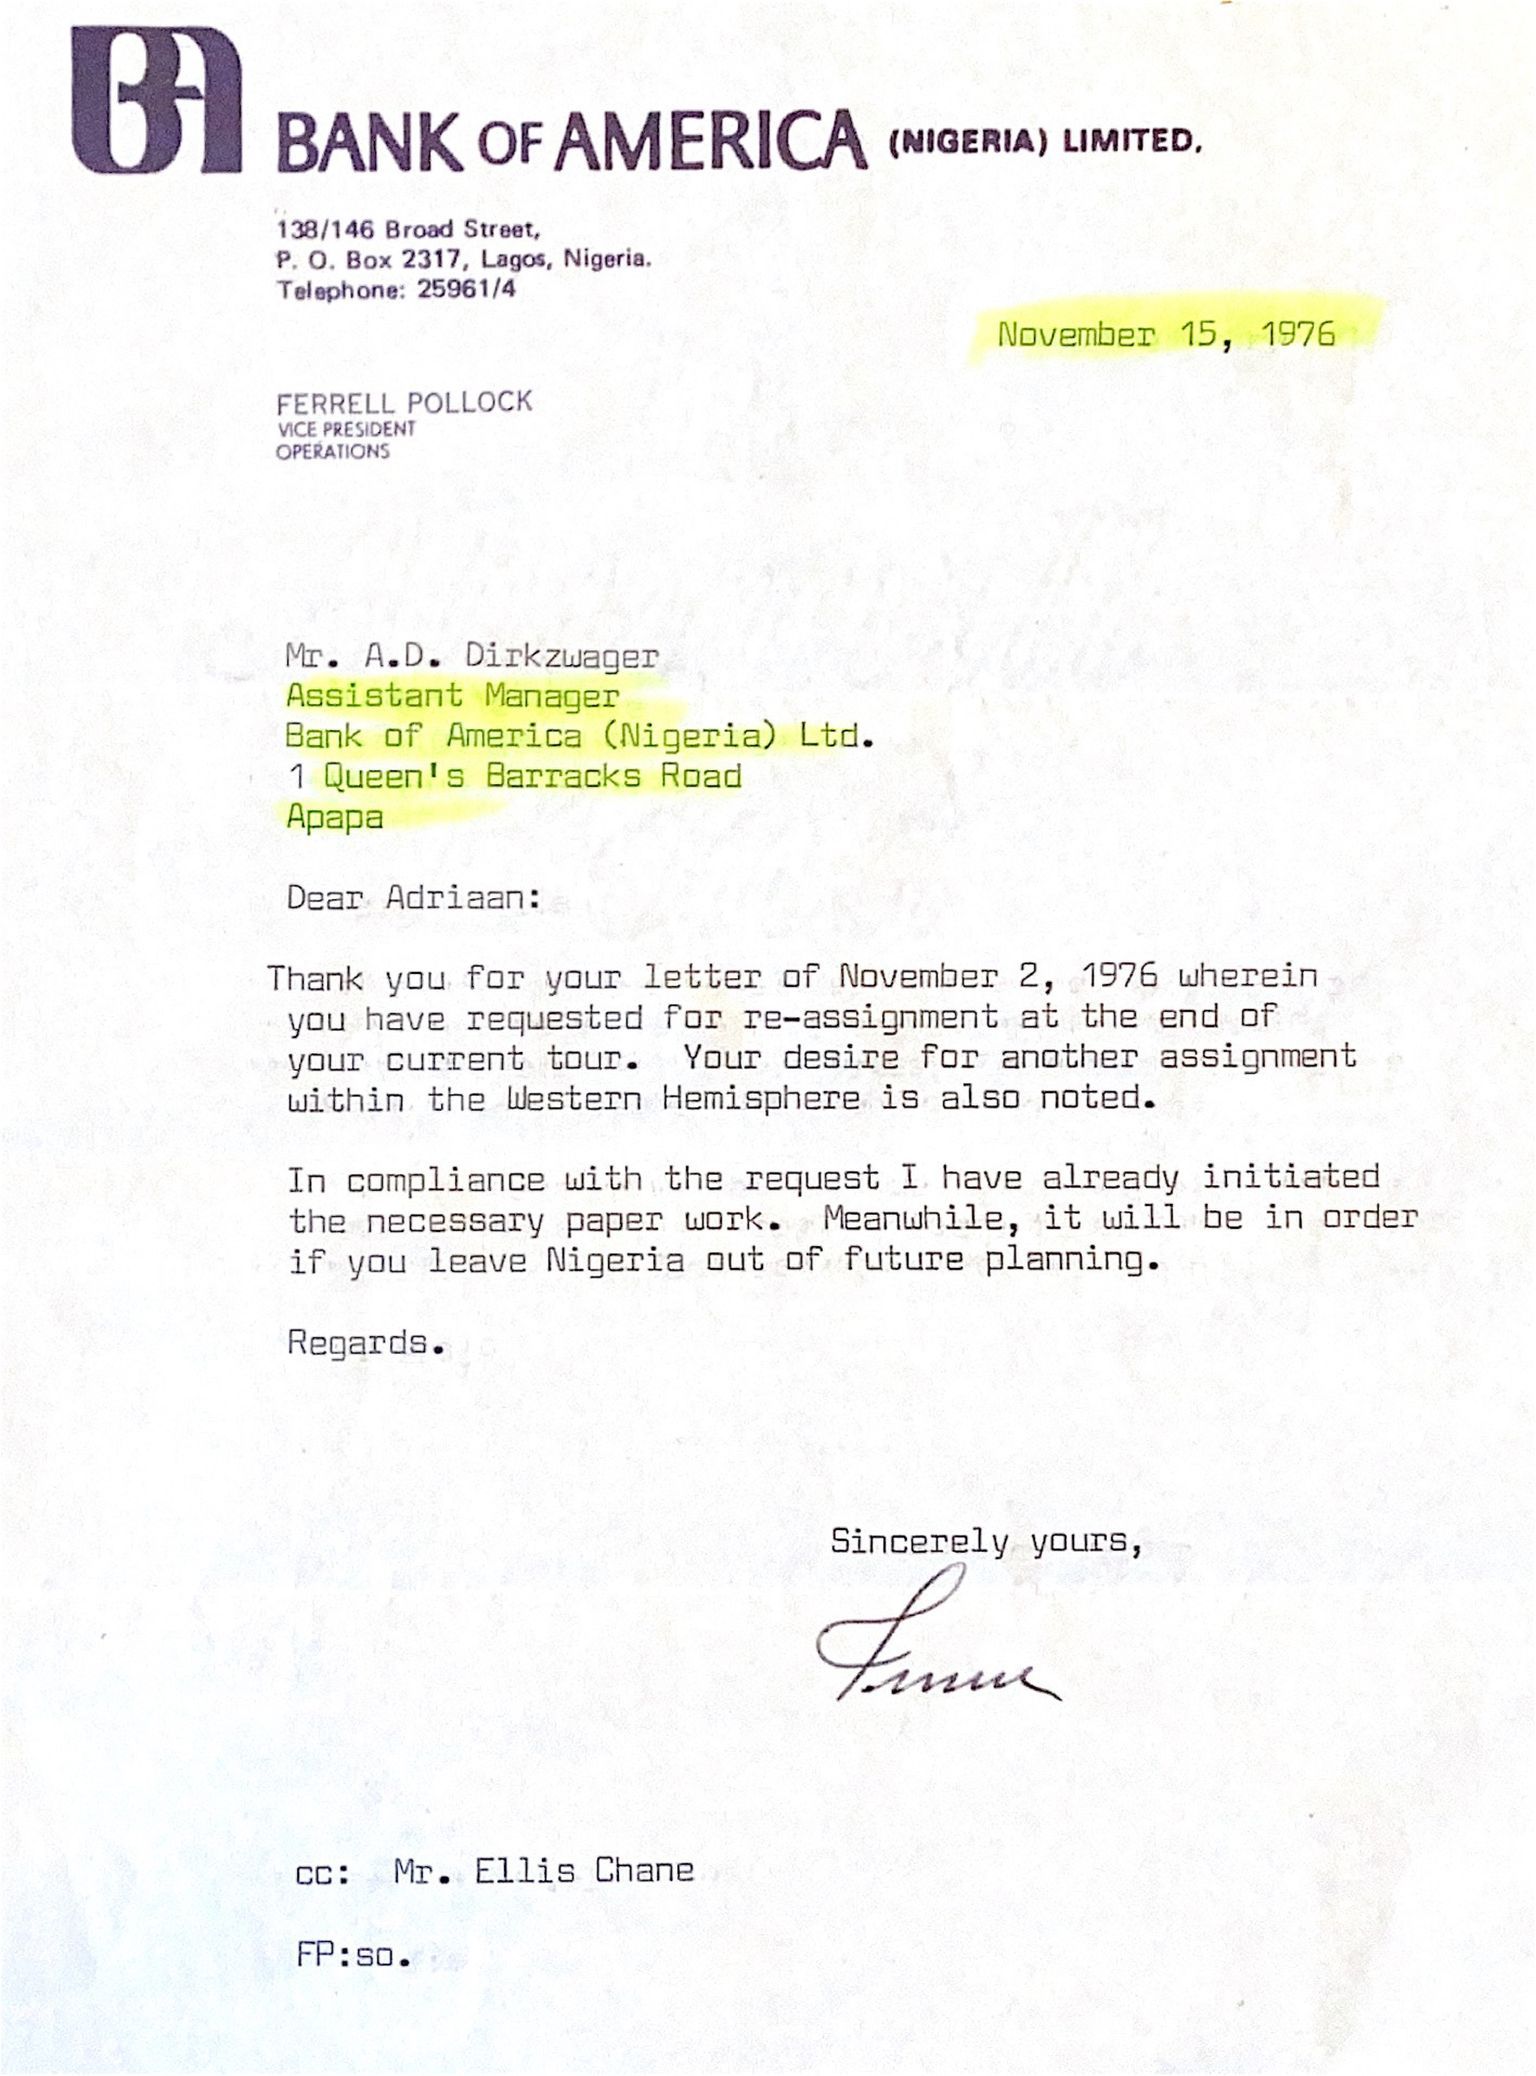 BA
BANK OF AMERICA (NIGERIA) LIMITED.
138/146 Broad Street,
P. O. Box 2317, Lagos, Nigeria.
Telephone: 25961/4
November 15, 1976
FERRELL POLLOCK
VICE PRESIDENT
OPERATIONS
Mr. A.D. Dirkzwager
Assistant Manager
Bank of America (Nigeria) Ltd.
1 Queen's Barracks Road
Apapa
Dear Adriaan:
Thank you for your letter of November 2, 1976 wherein
you have requested for re-assignment at the end of
your current tour. Your desire for another assignment
within the Western Hemisphere is also noted.
In compliance with the request I have already initiated
the necessary paper work. Meanwhile, it will be in order
if you leave Nigeria out of future planning.
Regards.
Sincerely yours,
cc: Mr. Ellis Chane
FP:so.